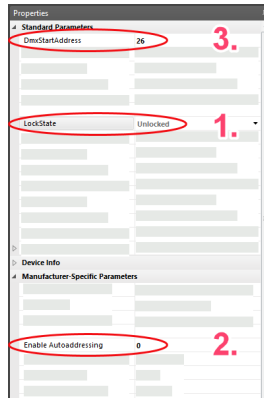 Properties
Standard Parameters
DmxStartAddress 26
3.
LockState Unlocked
1.
Device Info
Manufacturer-Specific Parameters
Enable Autoaddressing 0
2.